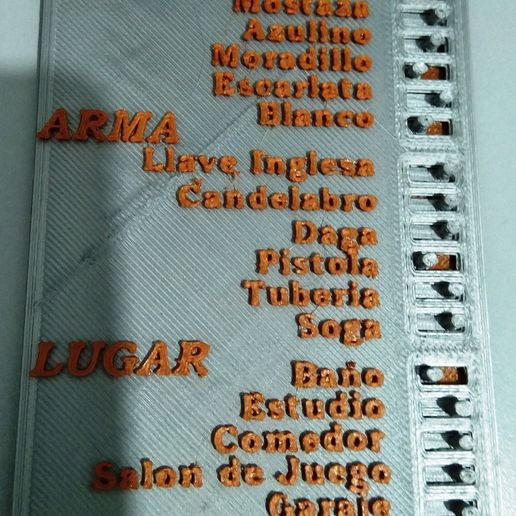 Mostaza
Azulino
Moradillo
Escarlata
Blanco
ARMA
Llave Inglesa
Candelabro
Daga
Pistola
Tuberia
Soga
LUGAR
Baño
Estudio
Comedor
Salon de Juego
Garaje